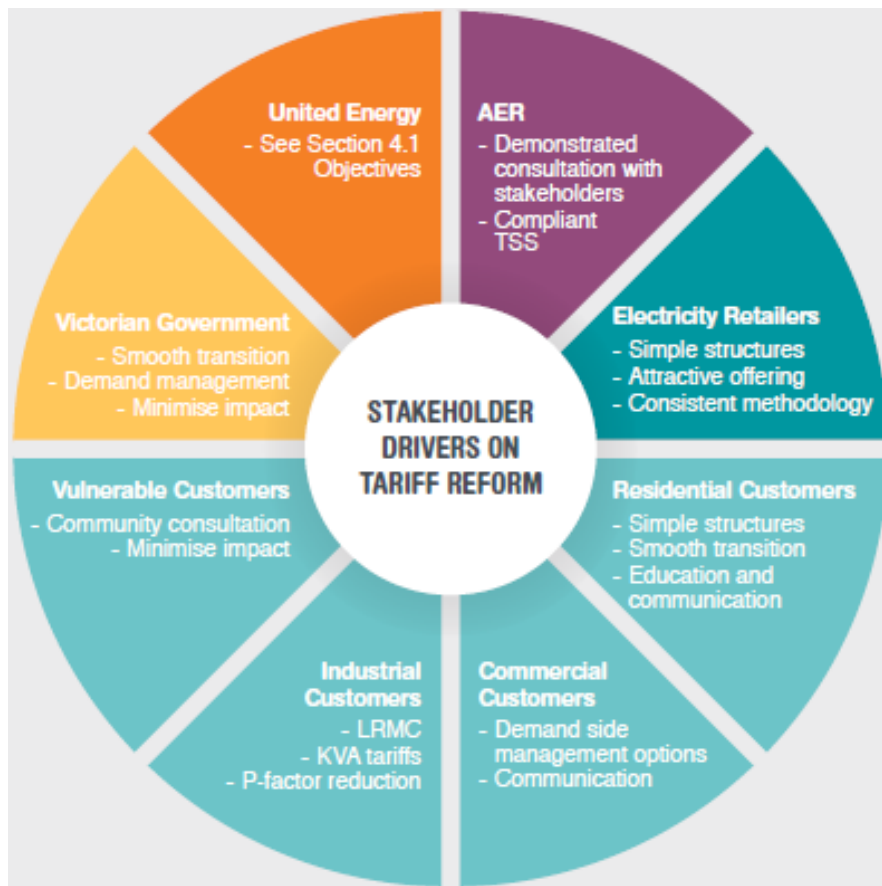 United Energy
- See Section 4.1
Objectives
AER
- Demonstrated
consultation with
stakeholders
- Compliant
TSS
Electricity Retailers
- Simple structures
- Attractive offering
- Consistent methodology
Residential Customers
- Simple structures
- Smooth transition
- Education and
communication
Commercial
Customers
- Demand side
management options
- Communication
Industrial
Customers
- LRMC
- KVA tariffs
- P-factor reduction
Vulnerable Customers
- Community consultation
- Minimise impact
Victorian Government
- Smooth transition
- Demand management
- Minimise impact
STAKEHOLDER
DRIVERS ON
TARIFF REFORM